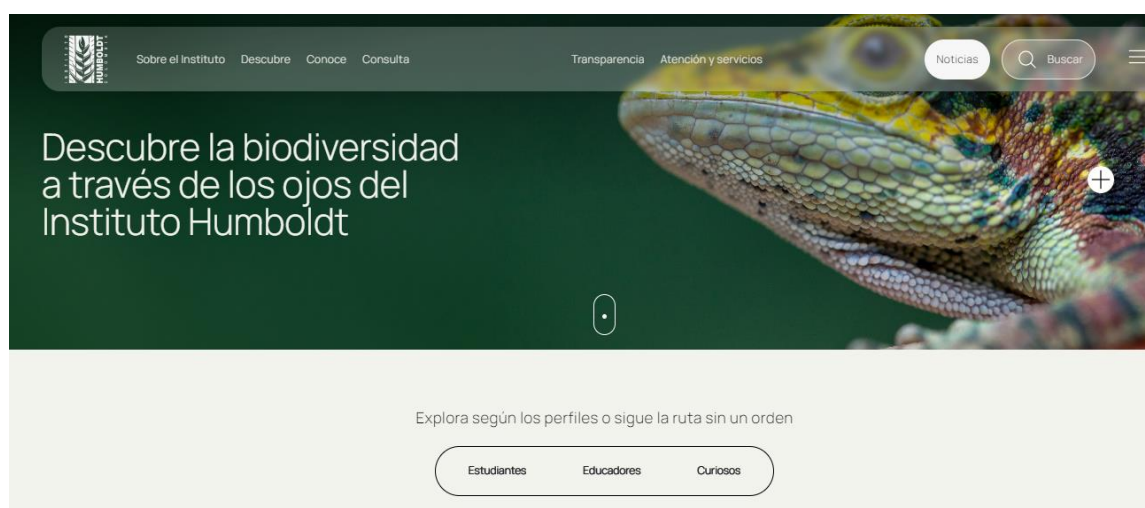 HUMBOLDT
Sobre el Instituto Descubre Conoce Consulta Transparencia Atención y servicios Noticias Buscar
Descubre la biodiversidad
a través de los ojos del
Instituto Humboldt
Explora según los perfiles o sigue la ruta sin un orden
Estudiantes Educadores Curiosos